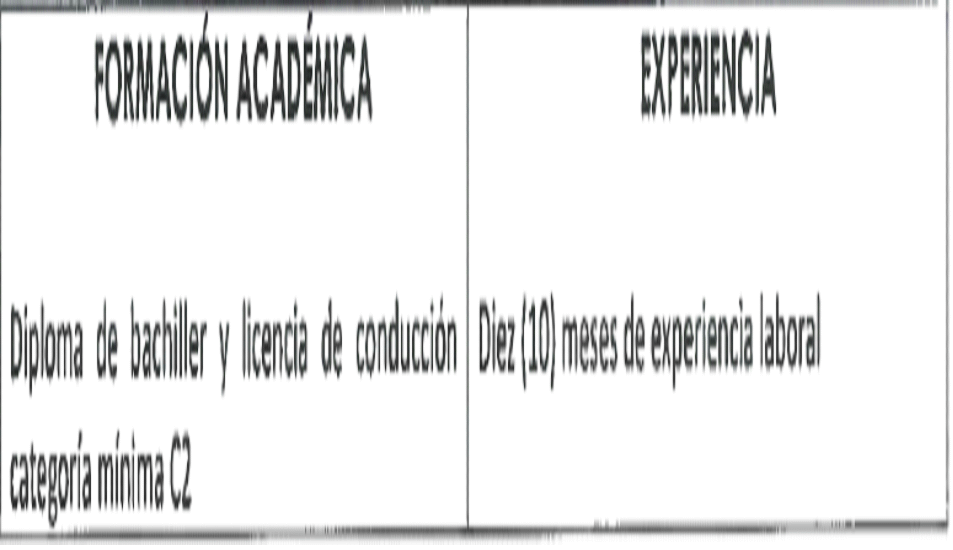 FORMACIÓN ACADÉMICA
EXPERIENCIA
Diploma de bachiller y licencia de conducción
categoría mínima C2
Diez (10) meses de experiencia laboral